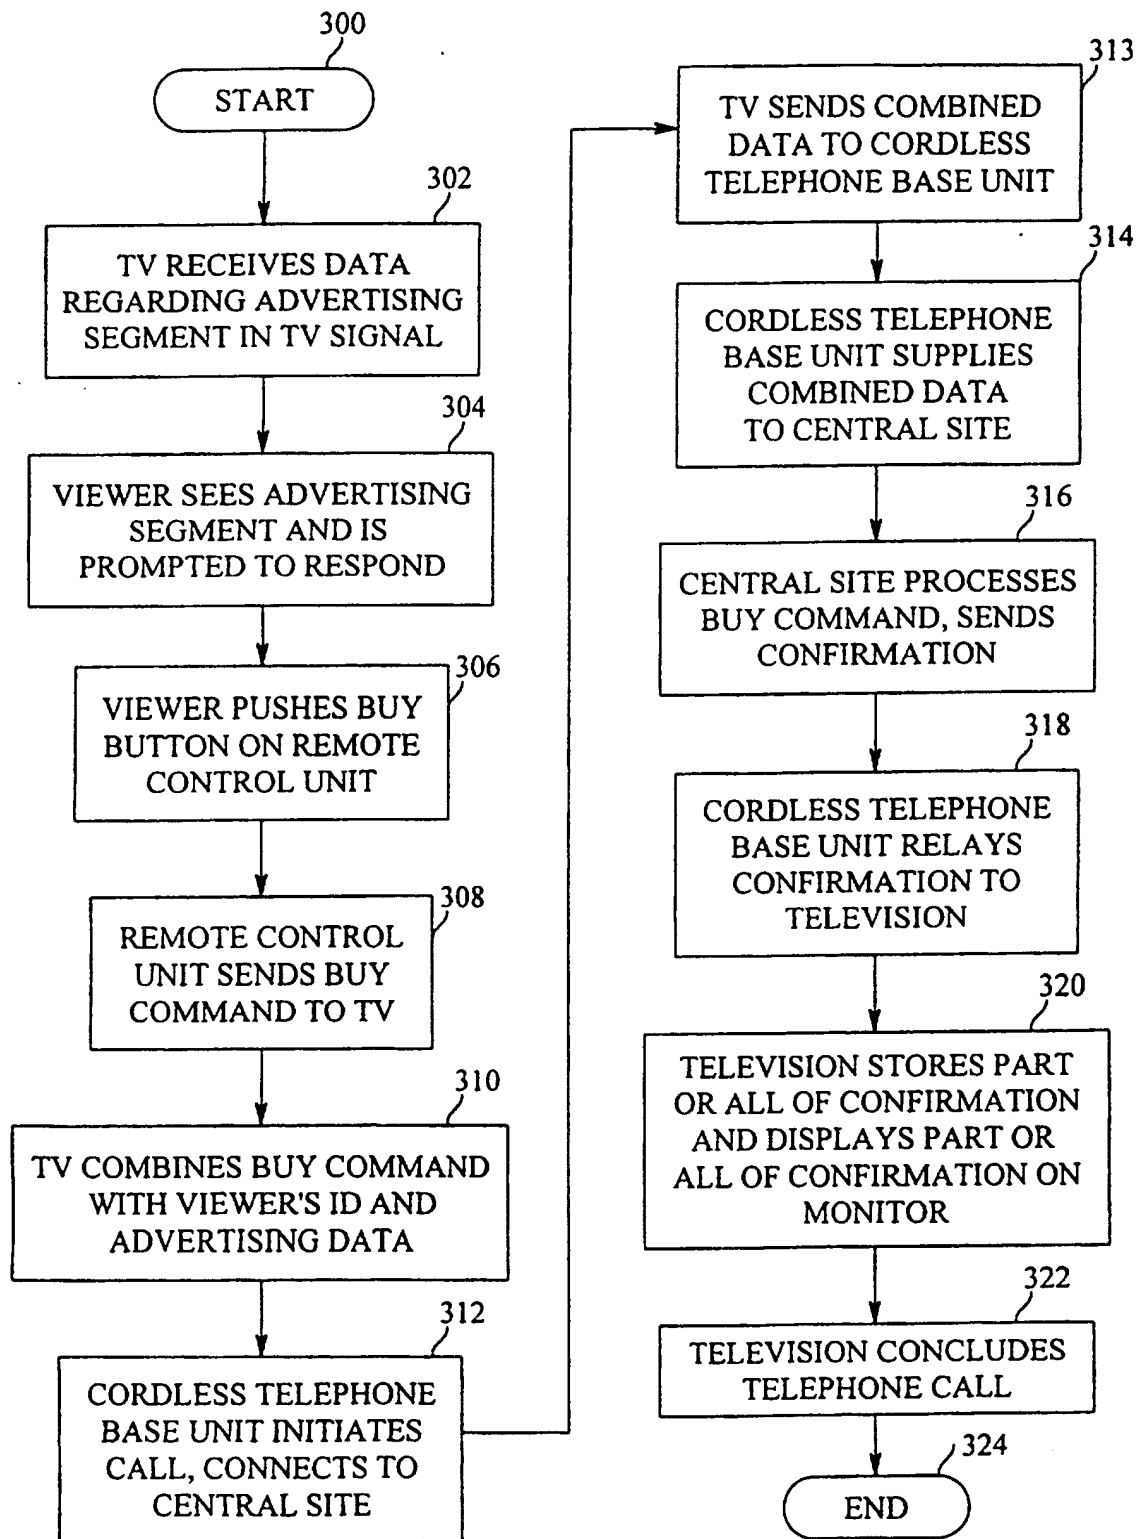 300
START
302
TV RECEIVES DATA
REGARDING ADVERTISING
SEGMENT IN TV SIGNAL
304
VIEWER SEES ADVERTISING
SEGMENT AND IS
PROMPTED TO RESPOND
306
VIEWER PUSHES BUY
BUTTON ON REMOTE
CONTROL UNIT
308
REMOTE CONTROL
UNIT SENDS BUY
COMMAND TO TV
310
TV COMBINES BUY COMMAND
WITH VIEWER'S ID AND
ADVERTISING DATA
312
CORDLESS TELEPHONE
BASE UNIT INITIATES
CALL, CONNECTS TO
CENTRAL SITE
313
TV SENDS COMBINED
DATA TO CORDLESS
TELEPHONE BASE UNIT
314
CORDLESS TELEPHONE
BASE UNIT SUPPLIES
COMBINED DATA
TO CENTRAL SITE
316
CENTRAL SITE PROCESSES
BUY COMMAND, SENDS
CONFIRMATION
318
CORDLESS TELEPHONE
BASE UNIT RELAYS
CONFIRMATION TO
TELEVISION
320
TELEVISION STORES PART
OR ALL OF CONFIRMATION
AND DISPLAYS PART OR
ALL OF CONFIRMATION ON
MONITOR
322
TELEVISION CONCLUDES
TELEPHONE CALL
324
END